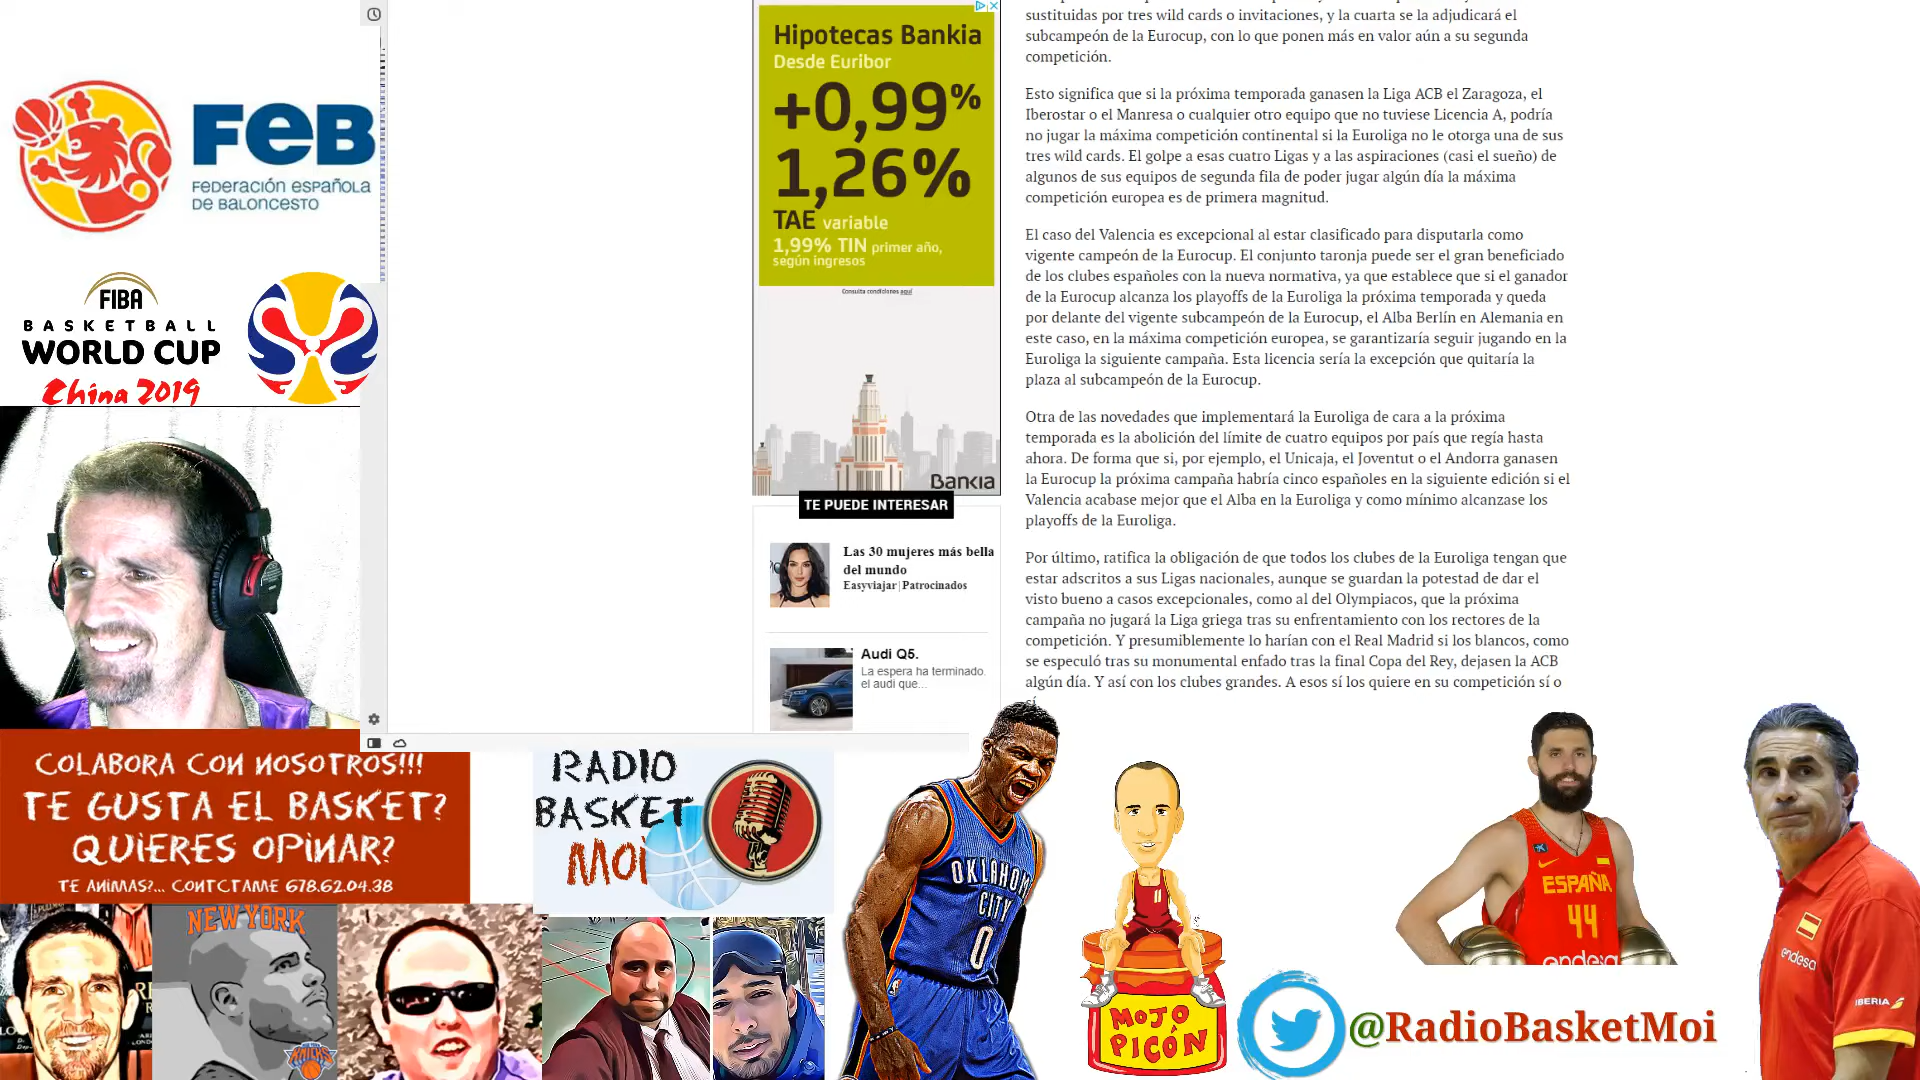 FEB
FEDERACIÓN ESPAÑOLA
DE BALONCESTO
FIBA
BASKETBALL
WORLD CUP
China 2019
COLABORA CON NOSOTROS!!!
TE GUSTA EL BASKET?
QUIERES OPINAR?
TE ANIMAS?... CONTCTAME 678.62.04.38
NEW YORK
KNICKS
RADIO
BASKET
MOI
Hipotecas Bankia
Desde Euribor
+0,99%
1,26%
TAE variable
1,99% TIN primer año,
según ingresos
Consulta condiciones aquí
Bankia
TE PUEDE INTERESAR
Las 30 mujeres más bella
del mundo
Easyviajar | Patrocinados
Audi Q5.
La espera ha terminado.
el audi que...
sustituidas por tres wild cards o invitaciones, y la cuarta se la adjudicará el
subcampeón de la Eurocup, con lo que ponen más en valor aún a su segunda
competición.
Esto significa que si la próxima temporada ganasen la Liga ACB el Zaragoza, el
Iberostar o el Manresa o cualquier otro equipo que no tuviese Licencia A, podría
no jugar la máxima competición continental si la Euroliga no le otorga una de sus
tres wild cards. El golpe a esas cuatro Ligas y a las aspiraciones (casi el sueño) de
algunos de sus equipos de segunda fila de poder jugar algún día la máxima
competición europea es de primera magnitud.
El caso del Valencia es excepcional al estar clasificado para disputarla como
vigente campeón de la Eurocup. El conjunto taronja puede ser el gran beneficiado
de los clubes españoles con la nueva normativa, ya que establece que si el ganador
de la Eurocup alcanza los playoffs de la Euroliga la próxima temporada y queda
por delante del vigente subcampeón de la Eurocup, el Alba Berlín en Alemania en
este caso, en la máxima competición europea, se garantizaría seguir jugando en la
Euroliga la siguiente campaña. Esta licencia sería la excepción que quitaría la
plaza al subcampeón de la Eurocup.
Otra de las novedades que implementará la Euroliga de cara a la próxima
temporada es la abolición del límite de cuatro equipos por país que regía hasta
ahora. De forma que si, por ejemplo, el Unicaja, el Joventut o el Andorra ganasen
la Eurocup la próxima campaña habría cinco españoles en la siguiente edición si el
Valencia acabase mejor que el Alba en la Euroliga y como mínimo alcanzase los
playoffs de la Euroliga.
Por último, ratifica la obligación de que todos los clubes de la Euroliga tengan que
estar adscritos a sus Ligas nacionales, aunque se guardan la potestad de dar el
visto bueno a casos excepcionales, como al del Olympiacos, que la próxima
campaña no jugará la Liga griega tras su enfrentamiento con los rectores de la
competición. Y presumiblemente lo harían con el Real Madrid si los blancos, como
se especuló tras su monumental enfado tras la final Copa del Rey, dejasen la ACB
algún día. Y así con los clubes grandes. A esos sí los quiere en su competición sí o
OKLAHOM
CITY
0
11
MOJO
PICÓN
@RadioBasketMoi
ESPAÑA
44
endesa
endesa
IBERIA